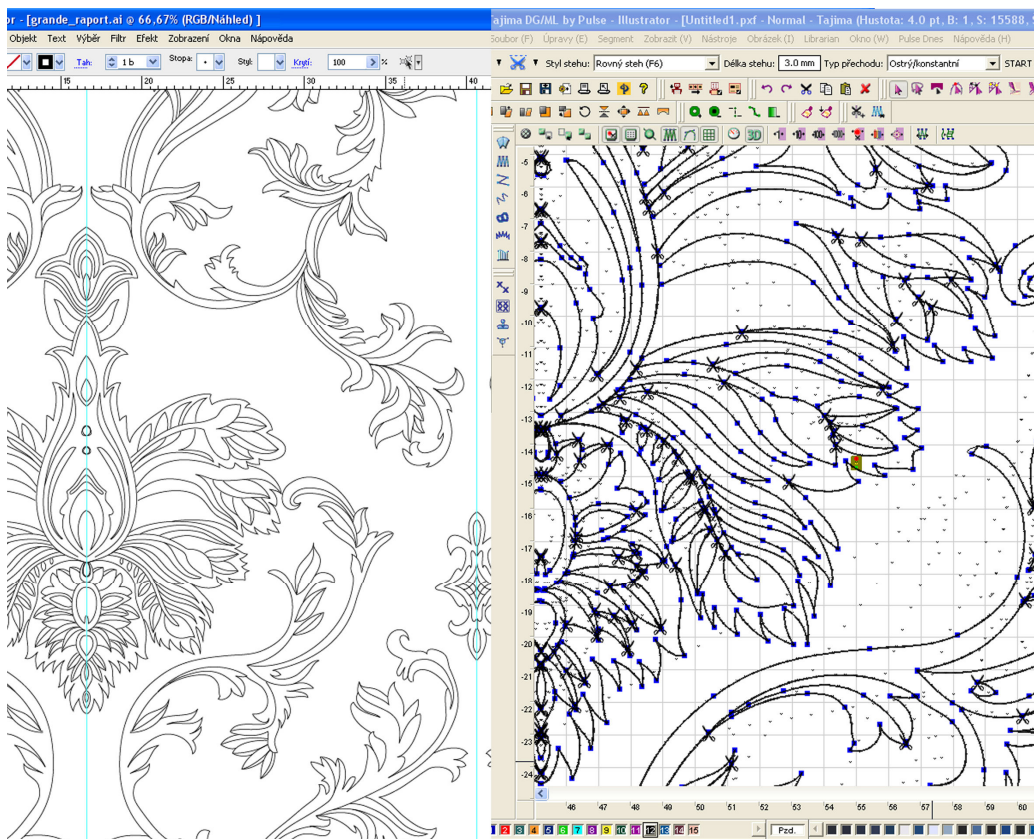 or - [grande_raport.ai @ 66,67% (RGB/Náhled) ]
Objekt Text Výběr Filtr Efekt Zobrazení Okna Nápověda
Tah: 1 b Stopa: Styl: Krytí: 100 %
15 20 25 30 35 40
Tajima DG/ML by Pulse - Illustrator - [Untitled1.pxf - Normal - Tajima (Hustota: 4.0 pt, B: 1, S: 15588,
Soubor (F) Úpravy (E) Segment Zobrazit (V) Nástroje Obrázek (I) Librarian Okno (W) Pulse Dnes Nápověda (H)
Styl stehu: Rovný steh (F6) Délka stehu: 3.0 mm Typ přechodu: Ostrý/konstantní START
3D
-5
-6
-7
-8
-9
-10
-11
-12
-13
-14
-15
-16
-17
-18
-19
-20
-21
-22
-23
-24
46 47 48 49 50 51 52 53 54 55 56 57 58 59 60
2 3 4 5 6 7 8 9 10 11 12 13 14 15 Pzd.